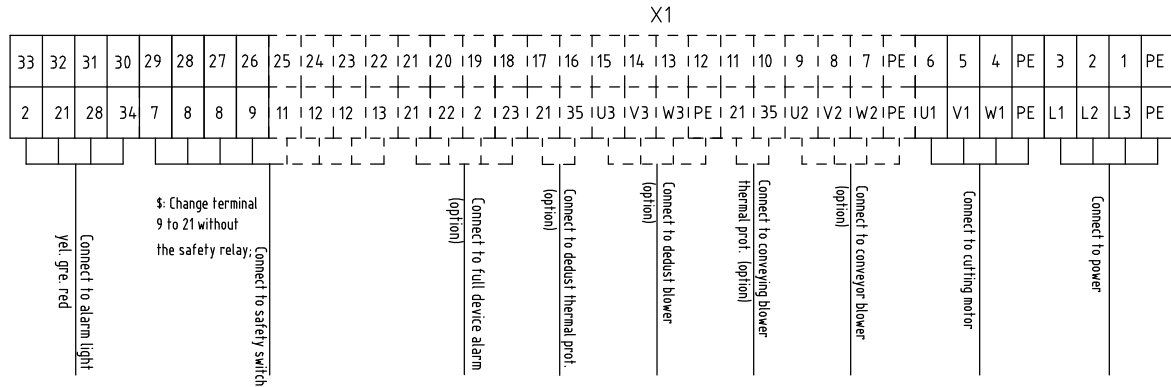 X1
33 32 31 30 29 28 27 26 25 24 23 22 21 20 19 18 17 16 15 14 13 12 11 10 9 8 7 PE 6 5 4 PE 3 2 1 PE
2 21 28 34 7 8 8 9 11 12 12 13 21 22 2 23 21 35 U3 V3 W3 PE 21 35 U2 V2 W2 PE U1 V1 W1 PE L1 L2 L3 PE
Connect to alarm light
yel. gre. red
$: Change terminal
9 to 21 without
the safety relay;
Connect to safety switch
Connect to full device alarm
(option)
Connect to dedust thermal prot.
(option)
Connect to dedust blower
(option)
Connect to conveying blower
thermal prot. (option)
Connect to conveyor blower
(option)
Connect to cutting motor
Connect to power